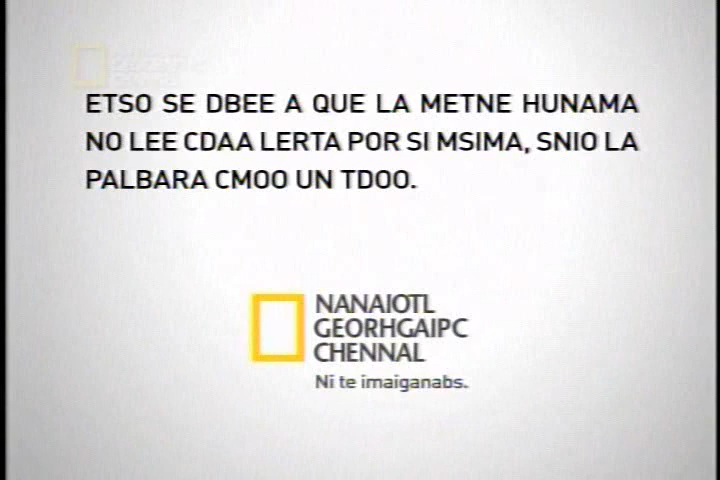 ETSO SE DBEE A QUE LA METNE HUNAMA
NO LEE CDAA LERTA POR SI MSIMA, SNIO LA
PALBARA CMOO UN TDOO.
NANAIOTL
GEORHGAIPC
CHENNAL
Ni te imaiganabs.